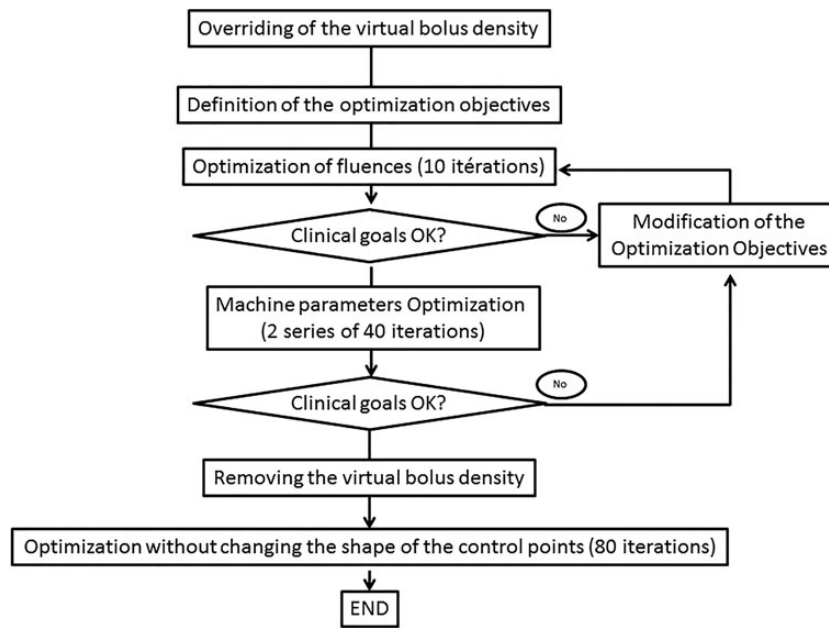 Overriding of the virtual bolus density
Definition of the optimization objectives
Optimization of fluences (10 itérations)
Clinical goals OK?
No
Modification of the
Optimization Objectives
Machine parameters Optimization
(2 series of 40 iterations)
Clinical goals OK?
No
Removing the virtual bolus density
Optimization without changing the shape of the control points (80 iterations)
END